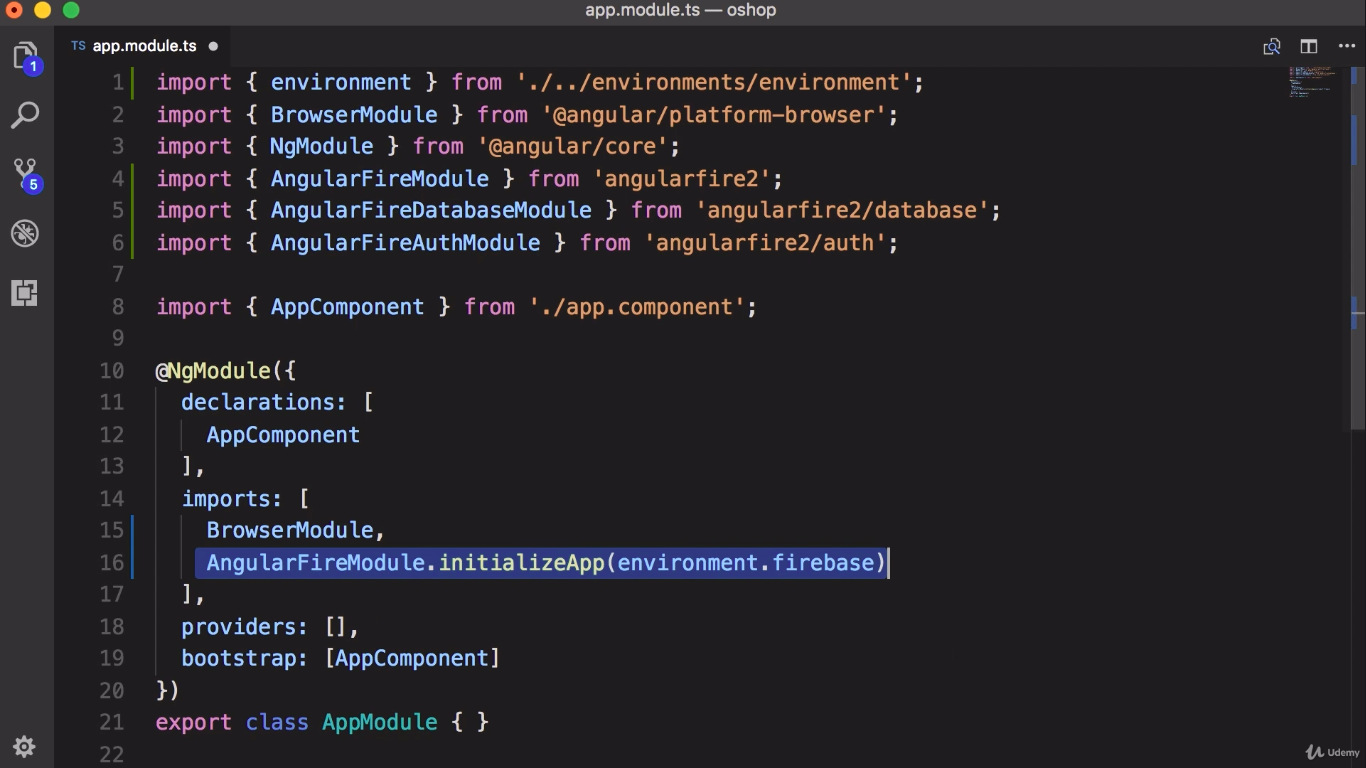 app.module.ts — oshop
TS app.module.ts
1
5
1 import { environment } from './../environments/environment';
2 import { BrowserModule } from '@angular/platform-browser';
3 import { NgModule } from '@angular/core';
4 import { AngularFireModule } from 'angularfire2';
5 import { AngularFireDatabaseModule } from 'angularfire2/database';
6 import { AngularFireAuthModule } from 'angularfire2/auth';
7
8 import { AppComponent } from './app.component';
9
10 @NgModule({
11   declarations: [
12     AppComponent
13   ],
14   imports: [
15     BrowserModule,
16     AngularFireModule.initializeApp(environment.firebase)
17   ],
18   providers: [],
19   bootstrap: [AppComponent]
20 })
21 export class AppModule { }
22
Udemy